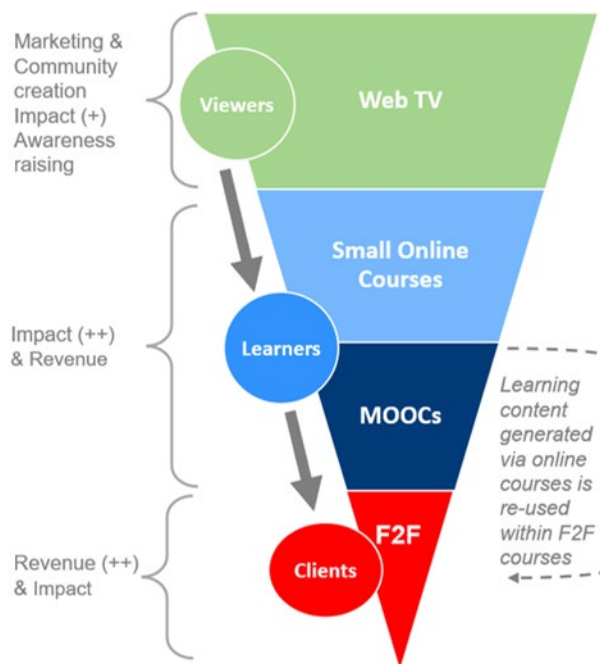 Marketing &
Community
creation
Impact (+)
Awareness
raising
Viewers
Web TV
Small Online
Courses
Impact (++)
& Revenue
Learners
MOOCs
Learning
content
generated
via online
courses is
re-used
within F2F
courses
Revenue (++)
& Impact
F2F
Clients